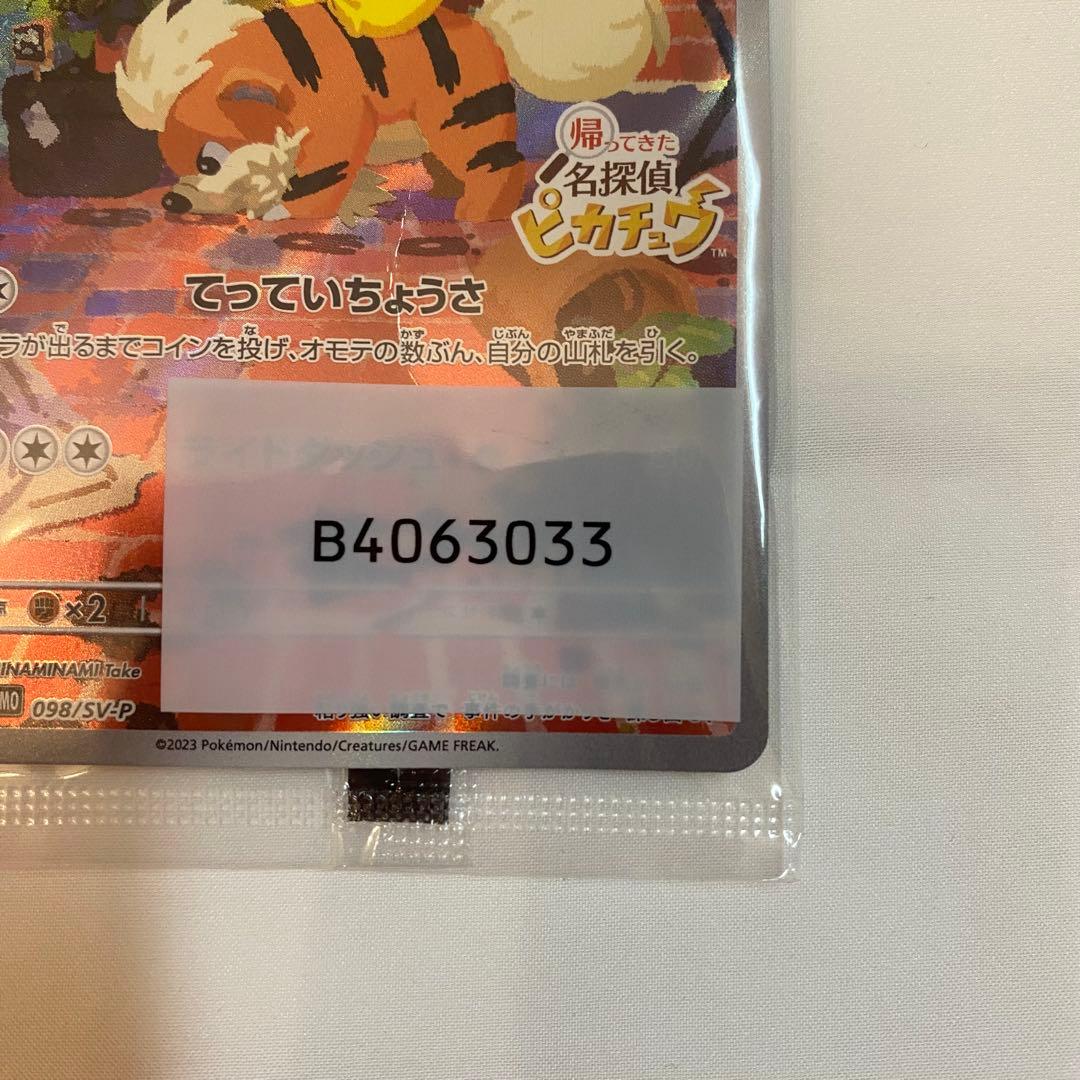 帰ってきた
名探偵
ピカチュウ
TM
てっていちょうさ
ラが出るまでコインを投げ、オモテの数ぶん、自分の山札を引く。
B4063033
×2
INAMINAMI Take
MO 098/SV-P
©2023 Pokémon/Nintendo/Creatures/GAME FREAK.